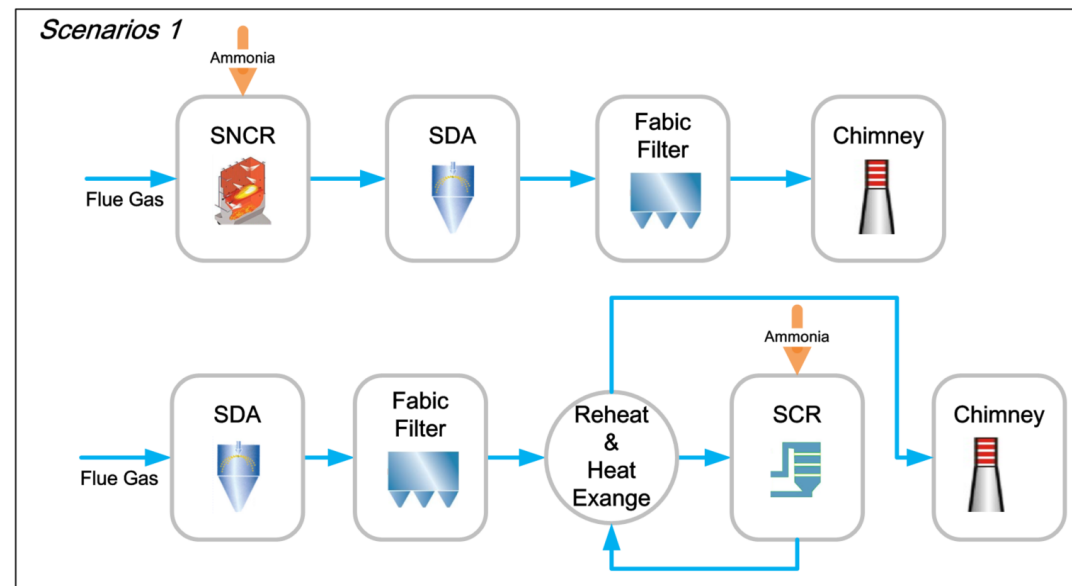 Scenarios 1
Ammonia
SNCR
SDA
Fabic
Filter
Chimney
Flue Gas
Ammonia
SDA
Fabic
Filter
Reheat
&
Heat
Exange
SCR
Chimney
Flue Gas